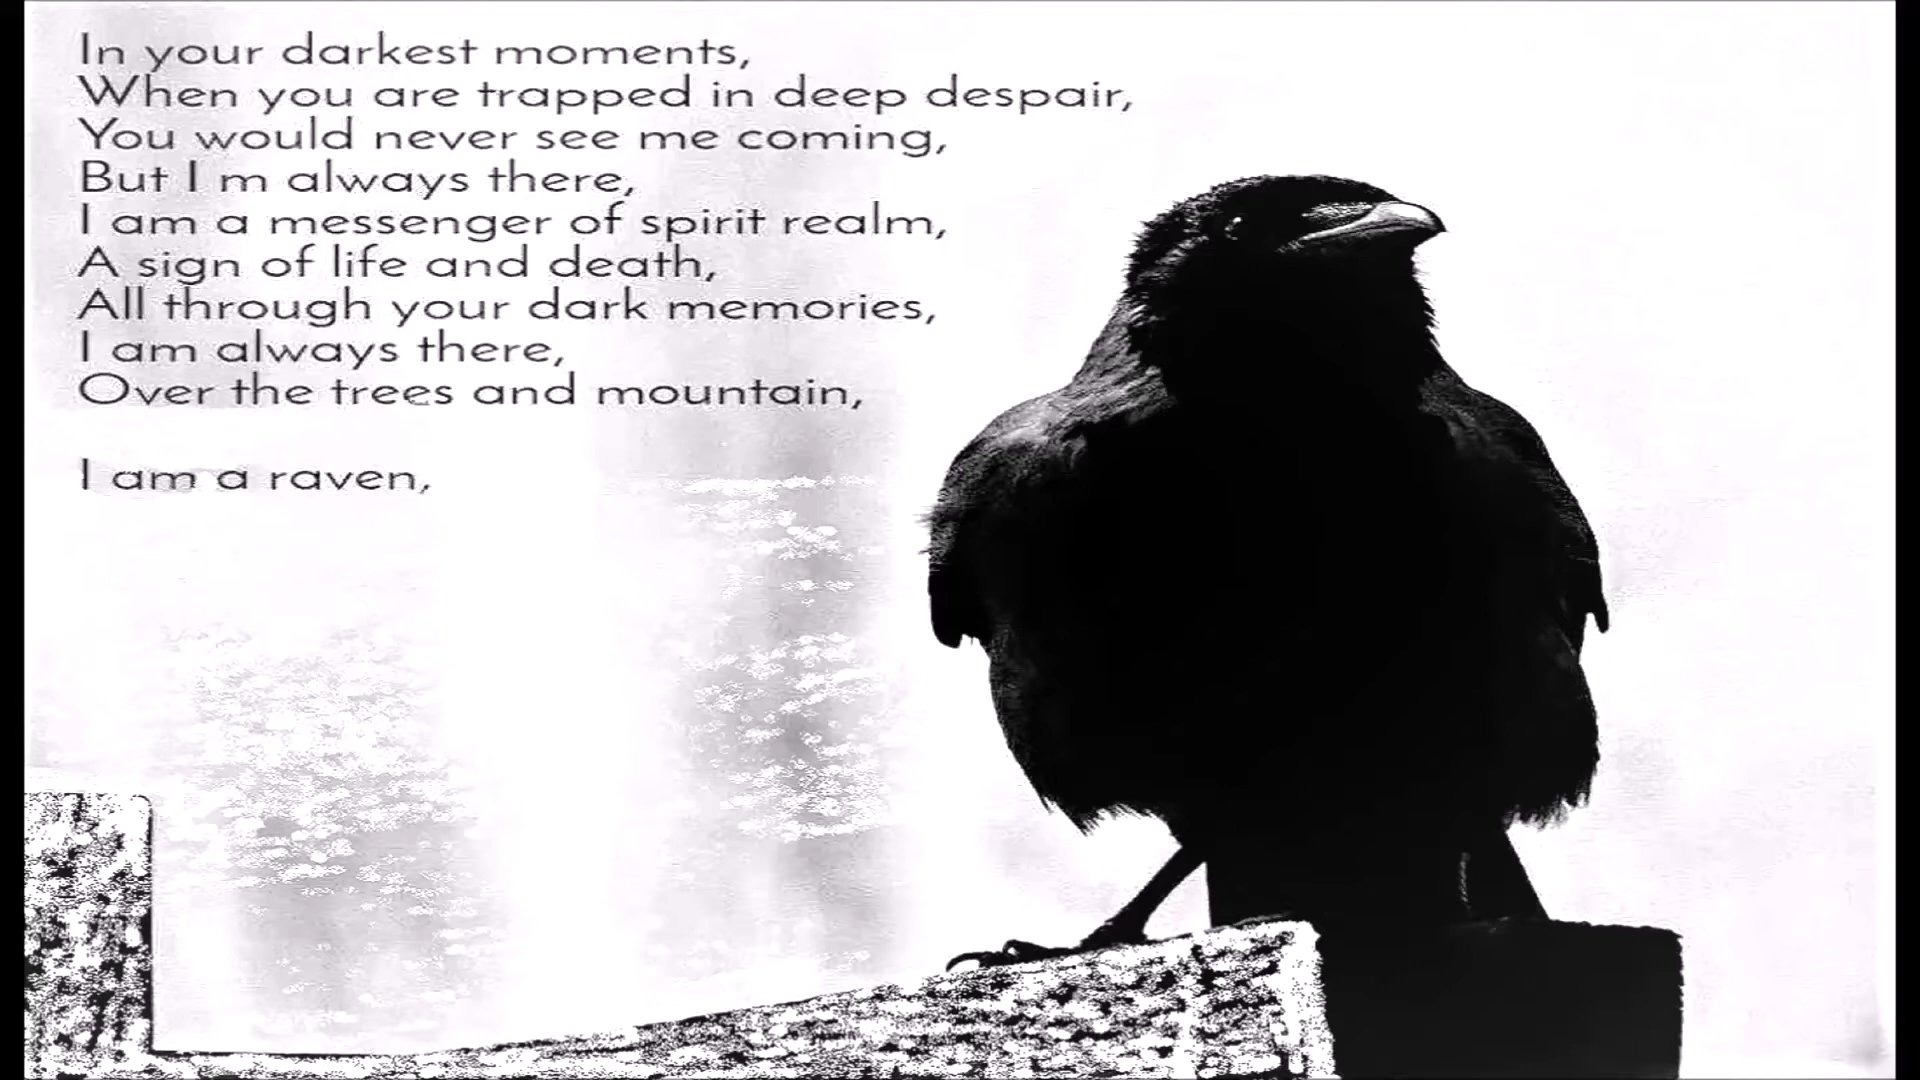 In your darkest moments,
When you are trapped in deep despair,
You would never see me coming,
But I m always there,
I am a messenger of spirit realm,
A sign of life and death,
All through your dark memories,
I am always there,
Over the trees and mountain,
I am a raven,